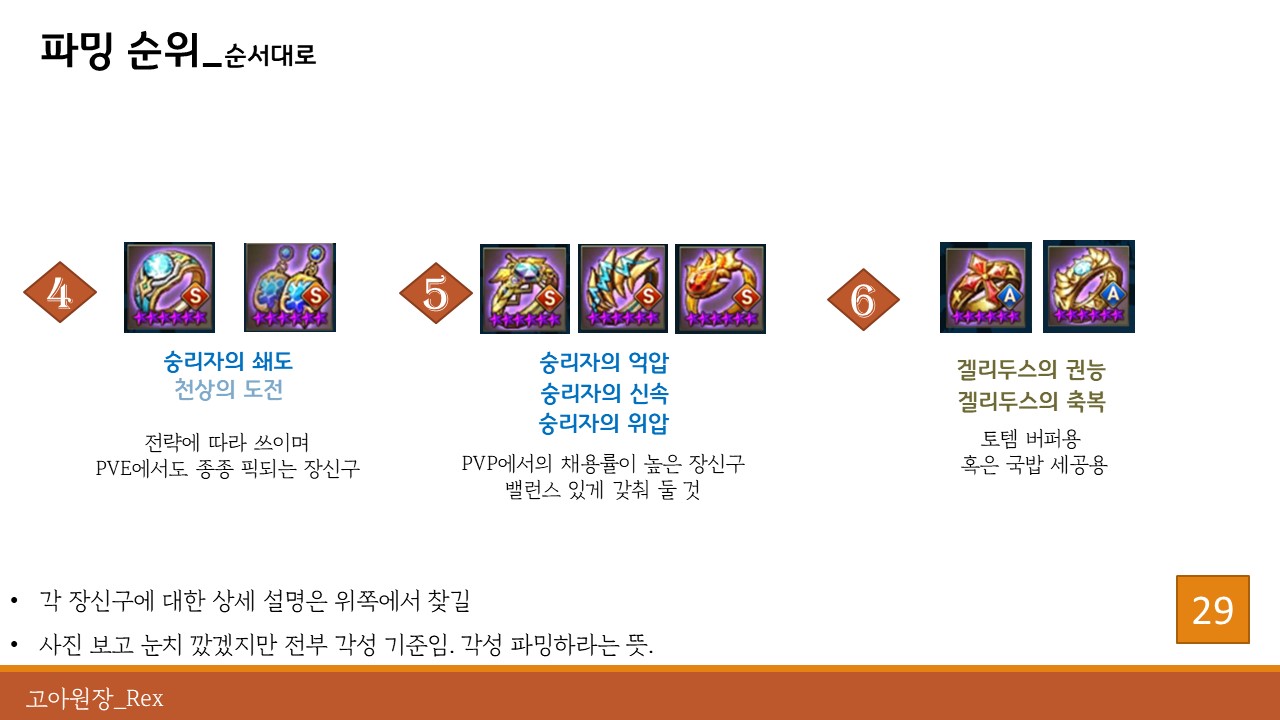 파밍 순위_순서대로
4
S
S
숭리자의 쇄도
천상의 도전
전략에 따라 쓰이며
PVE에서도 종종 픽되는 장신구
5
S
S
S
숭리자의 억압
숭리자의 신속
숭리자의 위압
PVP에서의 채용률이 높은 장신구
밸런스 있게 갖춰 둘 것
6
A
A
겔리두스의 권능
겔리두스의 축복
토템 버퍼용
혹은 국밥 세공용
• 각 장신구에 대한 상세 설명은 위쪽에서 찾길
• 사진 보고 눈치 깠겠지만 전부 각성 기준임. 각성 파밍하라는 뜻.
29
고아원장_Rex